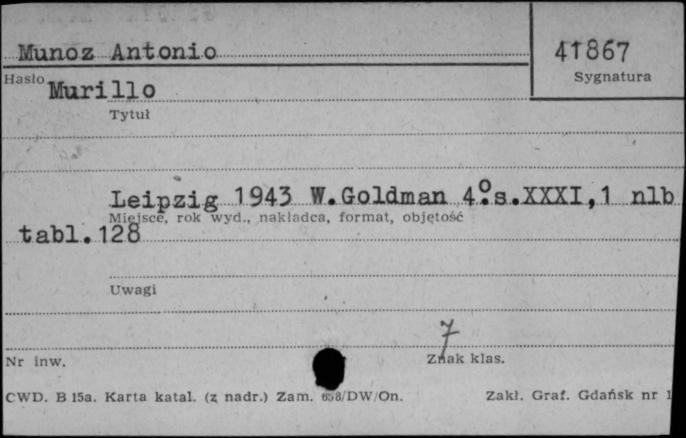 Munoz Antonio
41867
Hasło
Sygnatura
Murillo
Tytuł
Leipzig 1943 W.Goldman 4.° s.XXXI,1 nlb
Miejsce, rok wyd., nakładca, format, objętość
tabl.128
Uwagi
7
Nr inw.
Znak klas.
CWD. B 15a. Karta katal. (z nadr.) Zam. 658/DW/On.
Zakł. Graf. Gdańsk nr 1